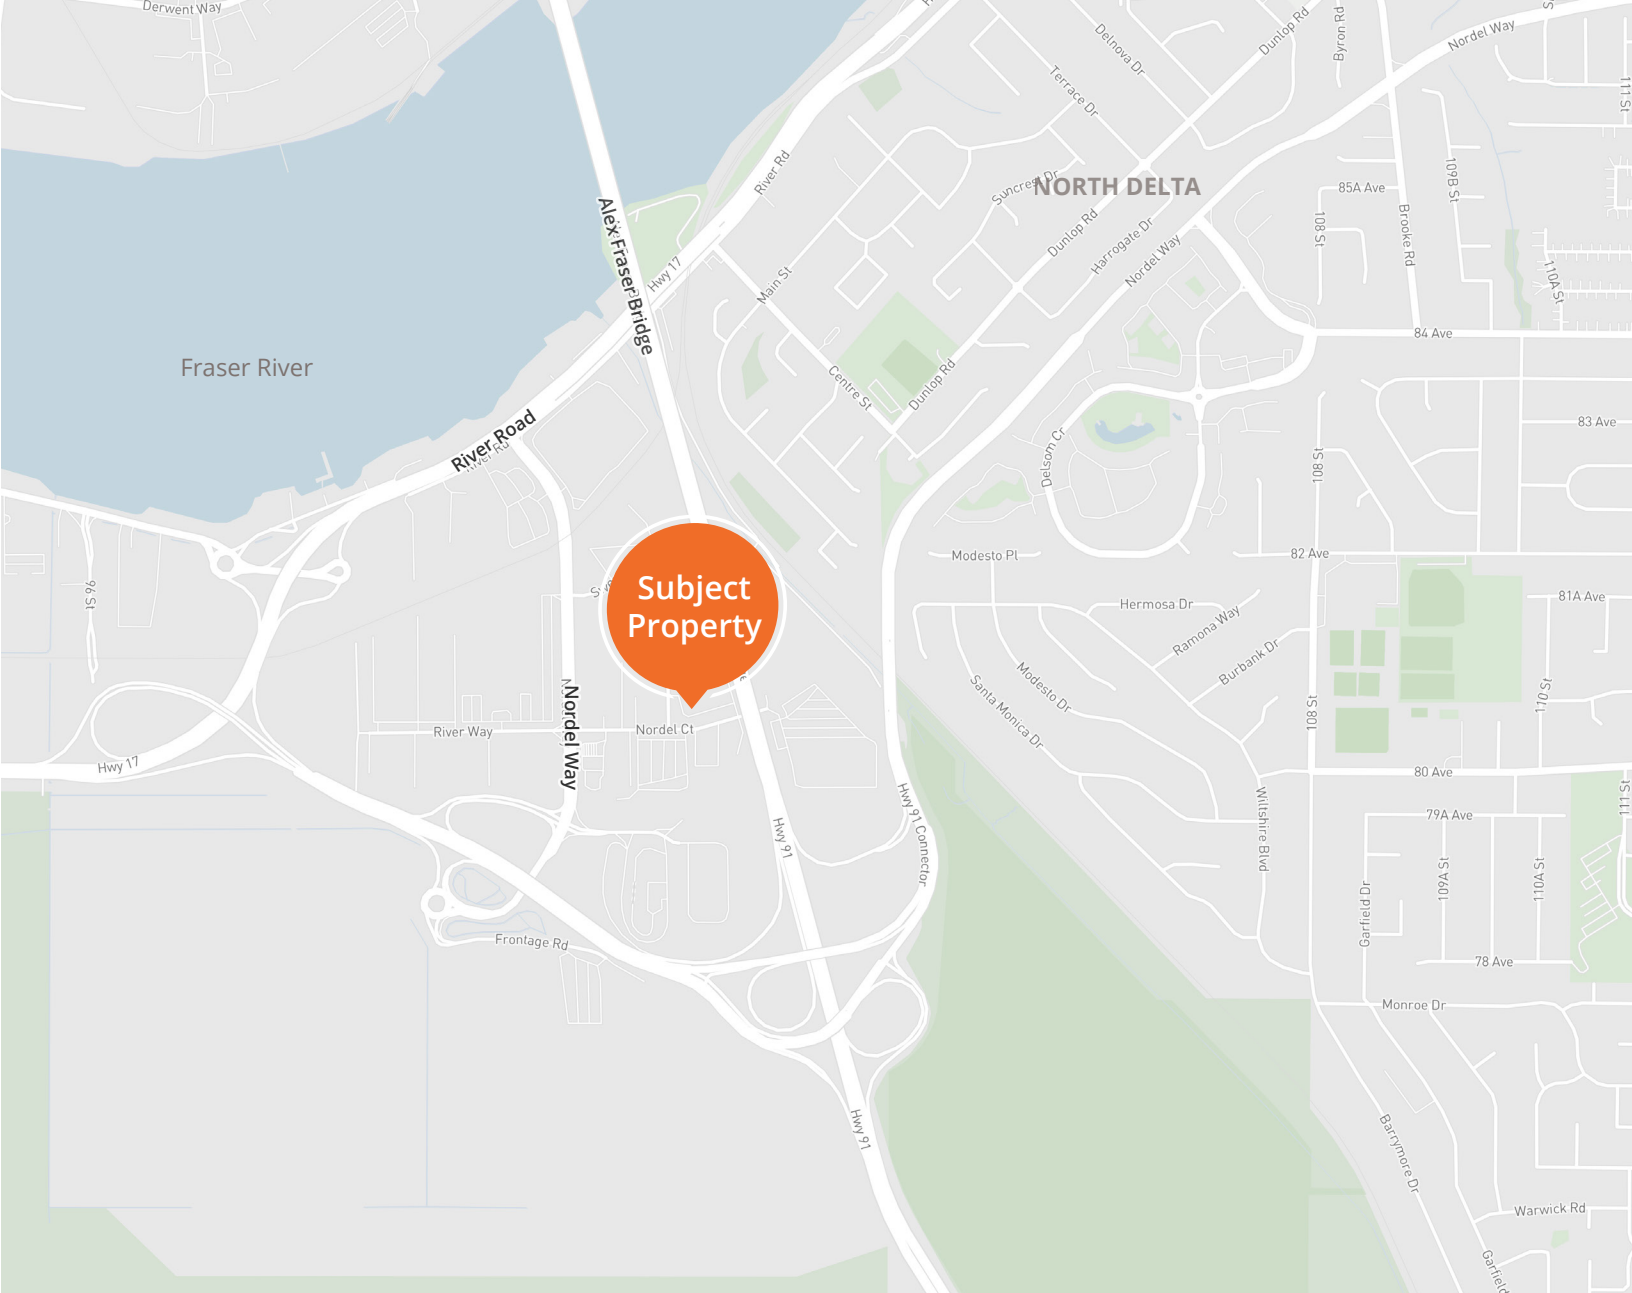 Derwent Way
Dunlop Rd
Byron Rd
Nordel Way
Delnova Dr
Terrace Dr
111 St
River Rd
Suncrest Dr
NORTH DELTA
85A Ave
109B St
Alex Fraser Bridge
Dunlop Rd
Harrogate Dr
108 St
Brooke Rd
Hwy 17
Main St
Nordel Way
110A St
84 Ave
Fraser River
Centre St
Dunlop Rd
River Road
River Rd
83 Ave
Delsom Cr
108 St
Modesto Pl
82 Ave
96 St
Subject
Property
Hermosa Dr
81A Ave
Ramona Way
Burbank Dr
Modesto Dr
Santa Monica Dr
108 St
110 St
Nordel Way
River Way
Nordel Ct
Hwy 17
80 Ave
Hwy 91
Hwy 91 Connector
Wiltshire Blvd
79A Ave
111 St
109A St
110A St
Garfield Dr
Frontage Rd
78 Ave
Monroe Dr
Hwy 91
Barrymore Dr
Warwick Rd
Garfield